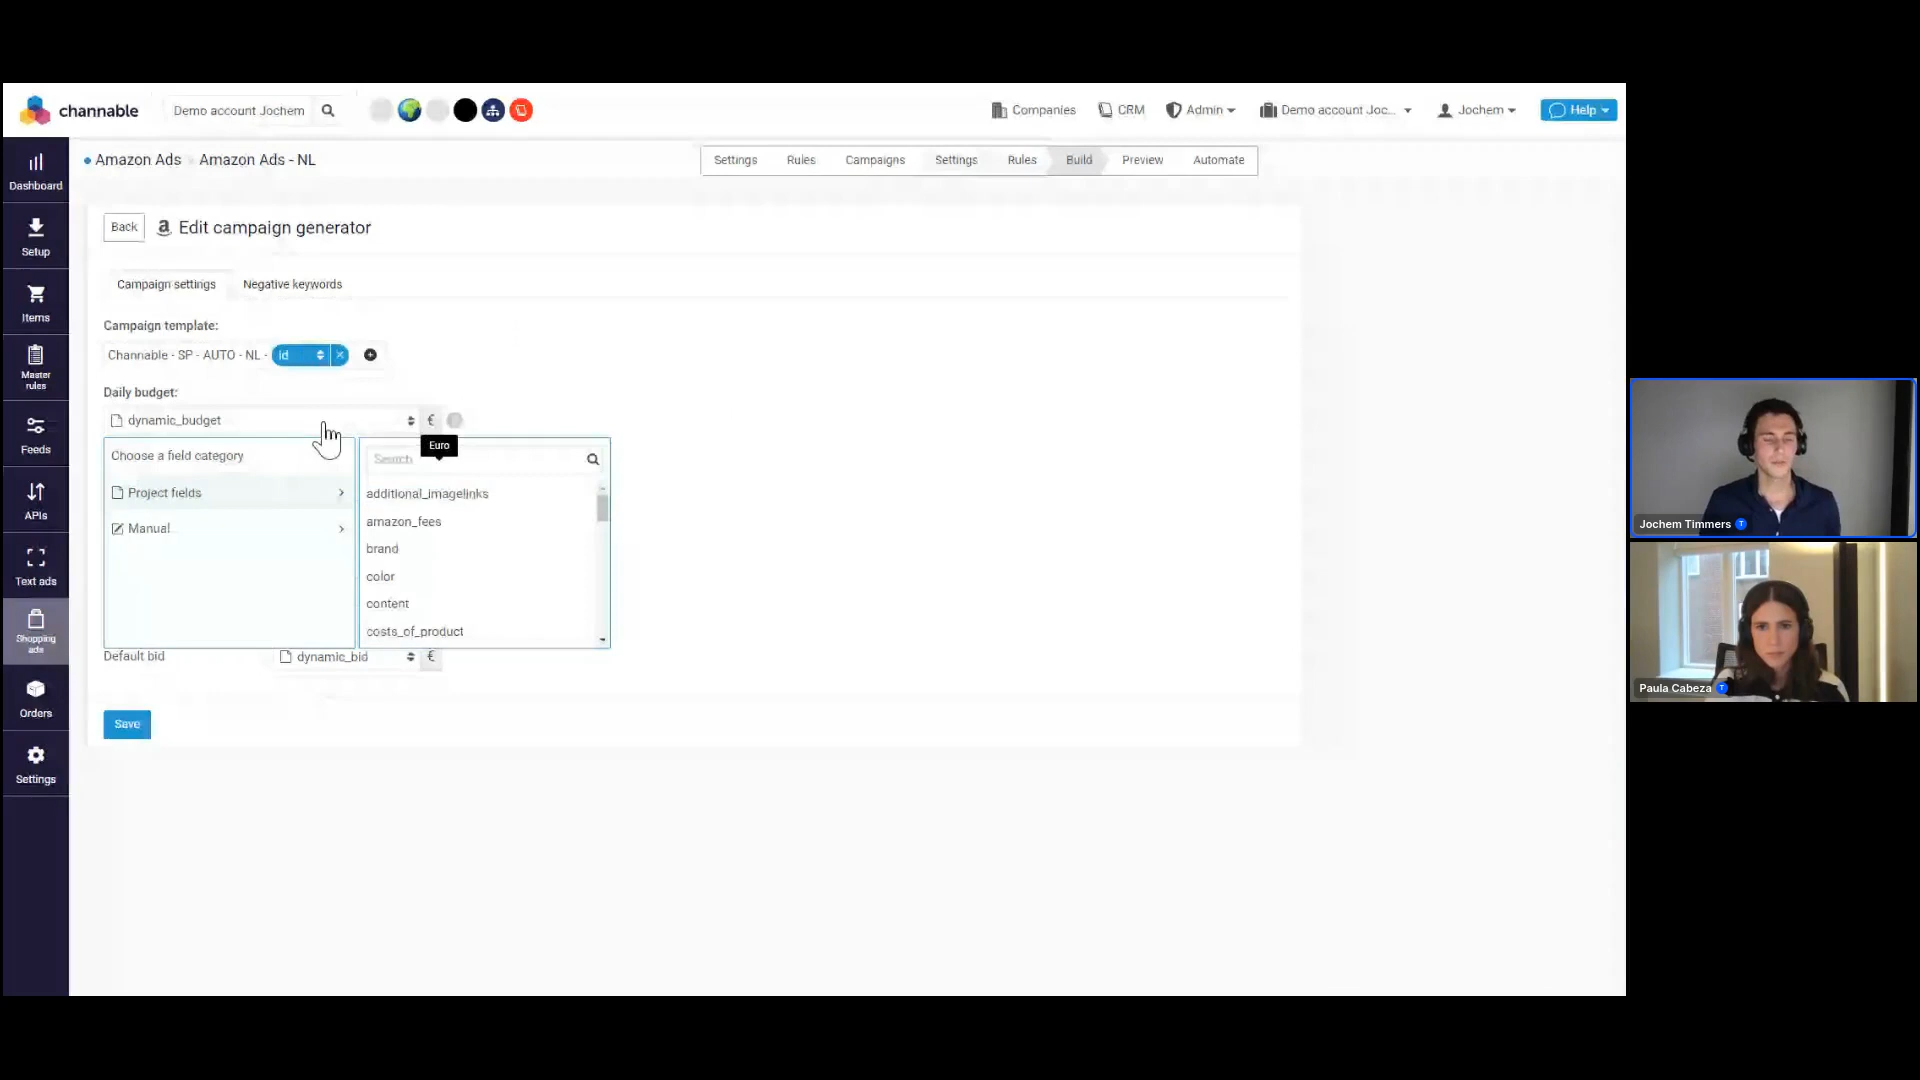 channable
Demo account Jochem
Companies
CRM
Admin
Demo account Joc...
Jochem
Help
Dashboard
Setup
Items
Master rules
Feeds
APIs
Text ads
Shopping ads
Orders
Settings
Amazon Ads
Amazon Ads - NL
Settings
Rules
Campaigns
Settings
Rules
Build
Preview
Automate
Back
Edit campaign generator
Campaign settings
Negative keywords
Campaign template:
Channable - SP - AUTO - NL - id
Daily budget:
dynamic_budget €
Euro
Choose a field category
Project fields
Manual
Search
additional_imagelinks
amazon_fees
brand
color
content
costs_of_product
Default bid
dynamic_bid €
Save
Jochem Timmers
Paula Cabeza